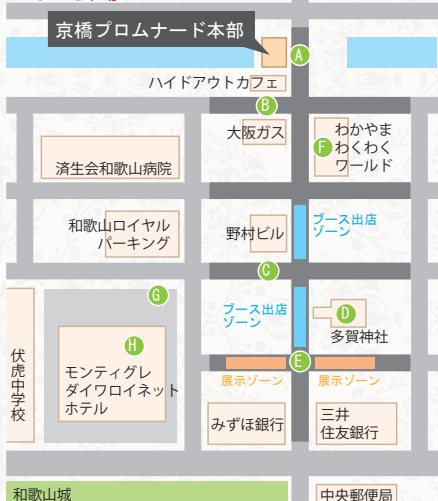 京橋プロムナード本部
A
ハイドアウトカフェ
B
大阪ガス
F
わかやま
わくわく
ワールド
済生会和歌山病院
和歌山ロイヤル
パーキング
野村ビル
ブース出店
ゾーン
C
G
ブース出店
ゾーン
D
多賀神社
H
E
伏虎中学校
モンティグレ
ダイワロイネット
ホテル
展示ゾーン
展示ゾーン
みずほ銀行
三井
住友銀行
和歌山城
中央郵便局